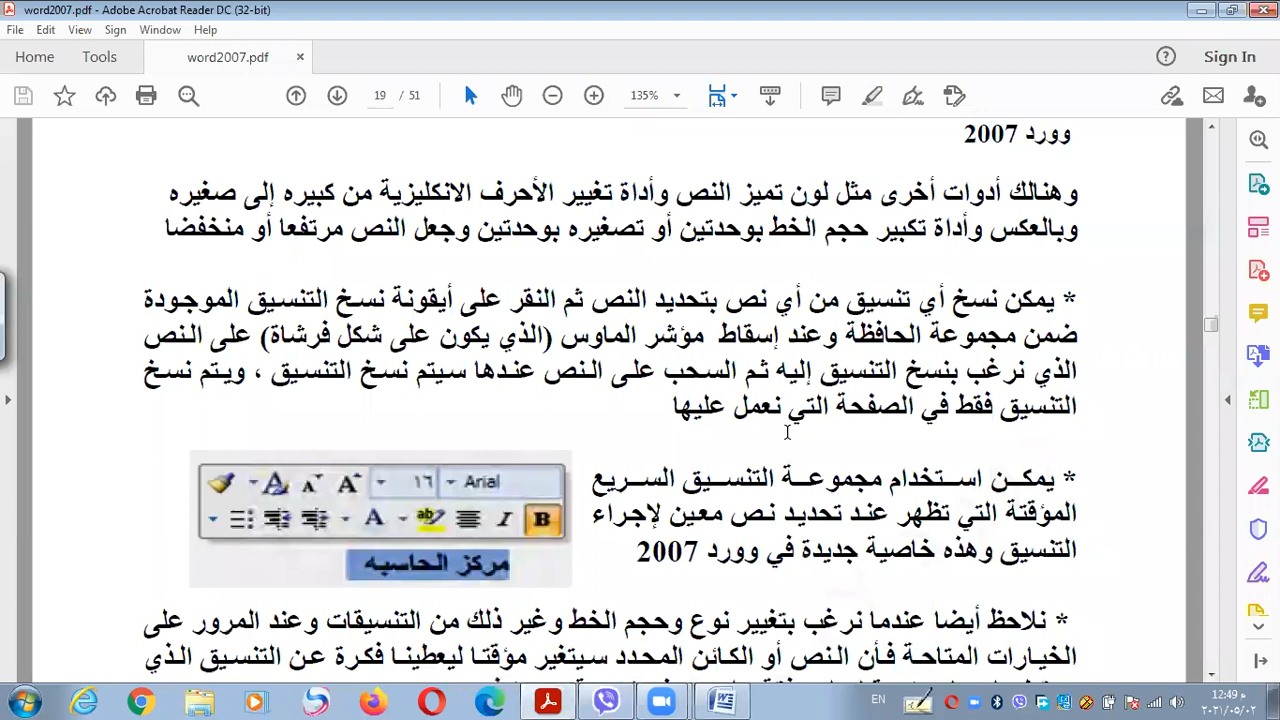 word2007.pdf - Adobe Acrobat Reader DC (32-bit)
File Edit View Sign Window Help
Home Tools word2007.pdf × ? Sign In
19 / 51 135%
وورد 2007
وهنالك أدوات أخرى مثل لون تميز النص وأداة تغيير الأحرف الانكليزية من كبيره إلى صغيره
وبالعكس وأداة تكبير حجم الخط بوحدتين أو تصغيره بوحدتين وجعل النص مرتفعا أو منخفضا
* يمكن نسخ أي تنسيق من أي نص بتحديد النص ثم النقر على أيقونة نسخ التنسيق الموجودة
ضمن مجموعة الحافظة وعند إسقاط مؤشر الماوس (الذي يكون على شكل فرشاة) على النص
الذي نرغب بنسخ التنسيق إليه ثم السحب على النص عندها سيتم نسخ التنسيق ، ويتم نسخ
التنسيق فقط في الصفحة التي نعمل عليها
* يمكن استخدام مجموعة التنسيق السريع
المؤقتة التي تظهر عند تحديد نص معين لإجراء
التنسيق وهذه خاصية جديدة في وورد 2007
Arial ١٦ A A A
B I A
مركز الحاسبه
* نلاحظ أيضا عندما نرغب بتغيير نوع وحجم الخط وغير ذلك من التنسيقات وعند المرور على
الخيارات المتاحة فأن النص أو الكائن المحدد سيتغير مؤقتا ليعطينا فكرة عن التنسيق الذي
EN
12:49 م
٢٠٢١/٠٥/٠٢